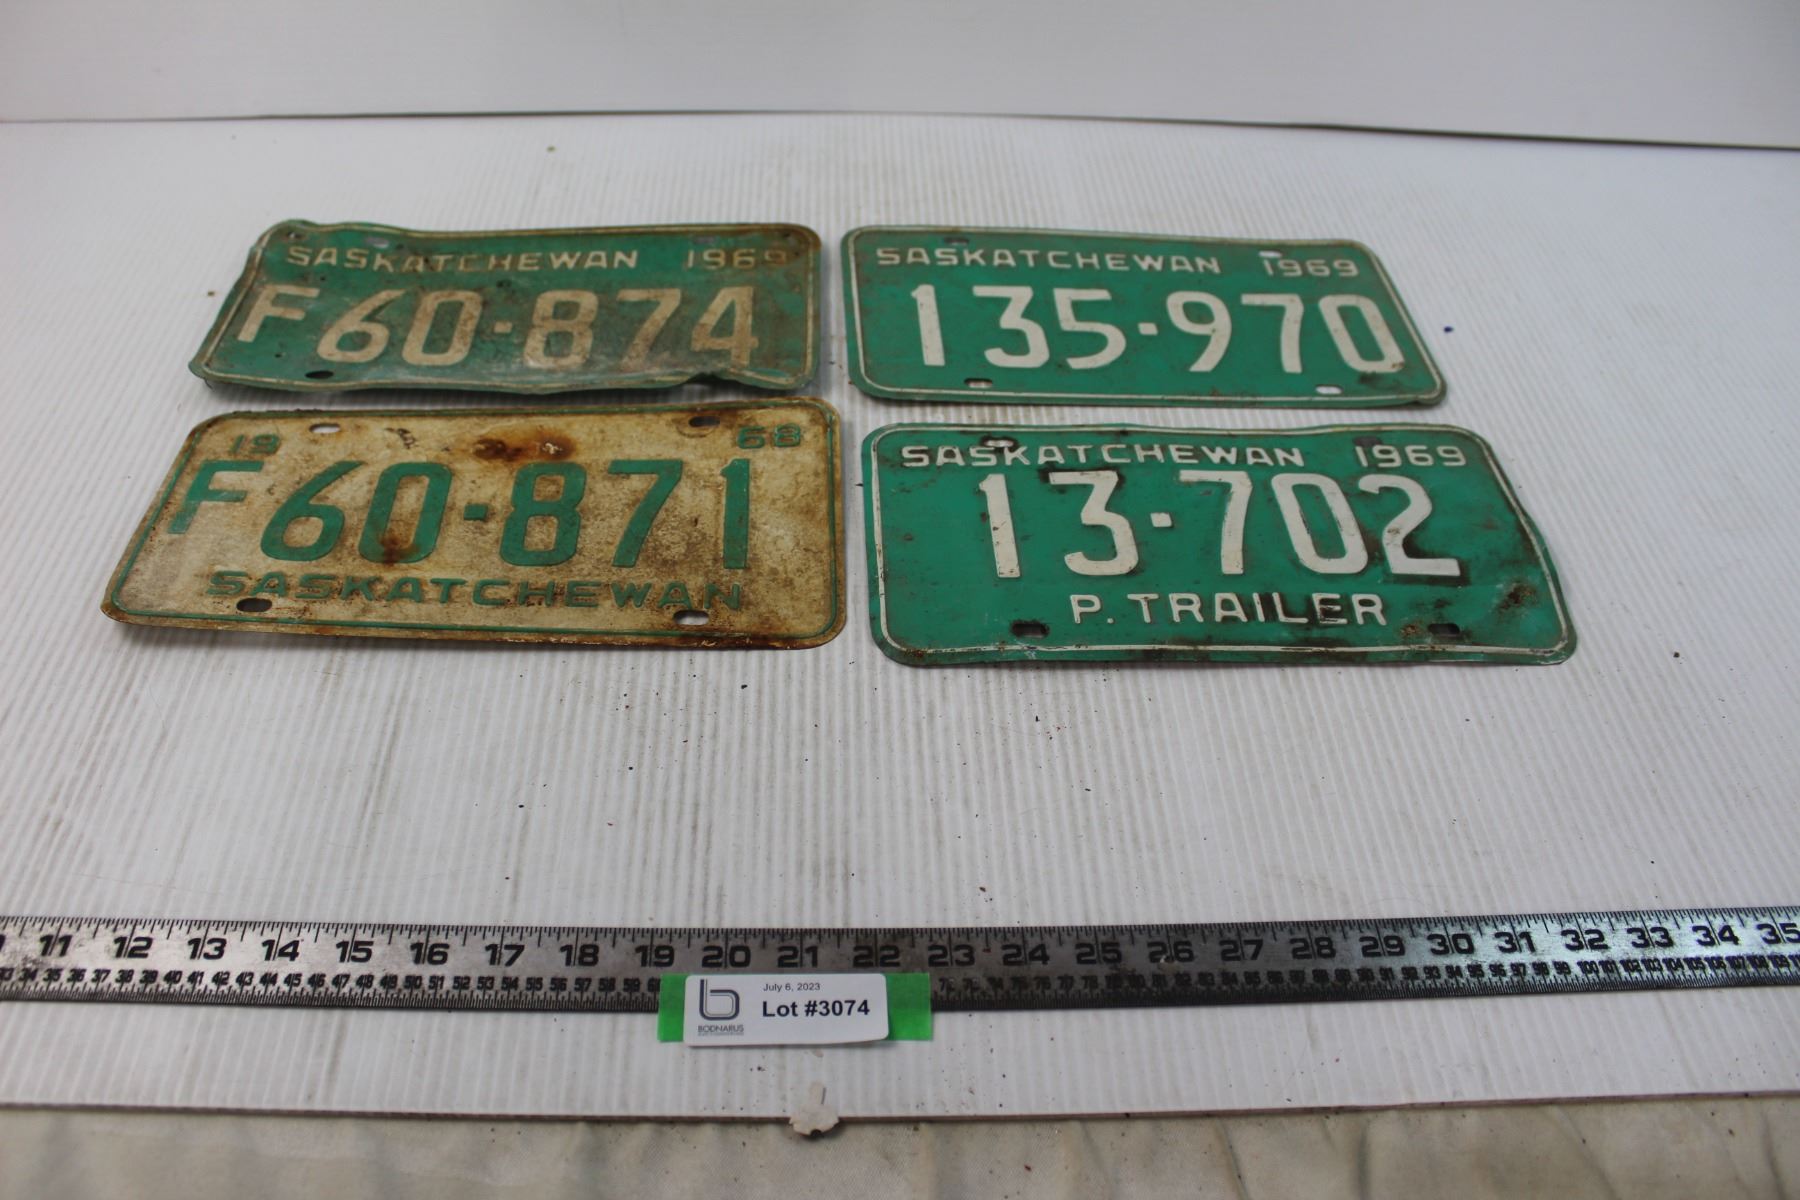 SASKATCHEWAN 1969
F60-874
SASKATCHEWAN 1969
135-970
19 68
F60-871
SASKATCHEWAN
SASKATCHEWAN 1969
13-702
P. TRAILER
11 12 13 14 15 16 17 18 19 20 21 22 23 24 25 26 27 28 29 30 31 32 33 34 35
July 6, 2023
Lot #3074
BODNARUS